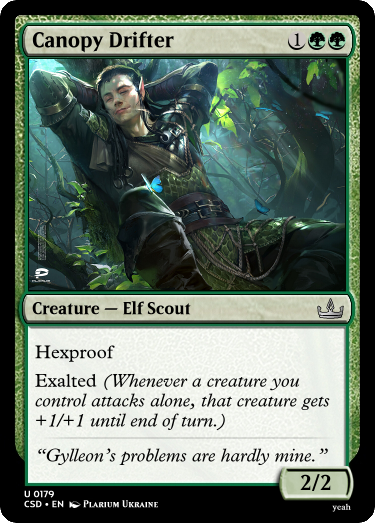 Canopy Drifter 1
PLARIUM
Creature — Elf Scout
Hexproof
Exalted (Whenever a creature you
control attacks alone, that creature gets
+1/+1 until end of turn.)
“Gylleon’s problems are hardly mine.”
2/2
U 0179
CSD • EN Plarium Ukraine
yeah